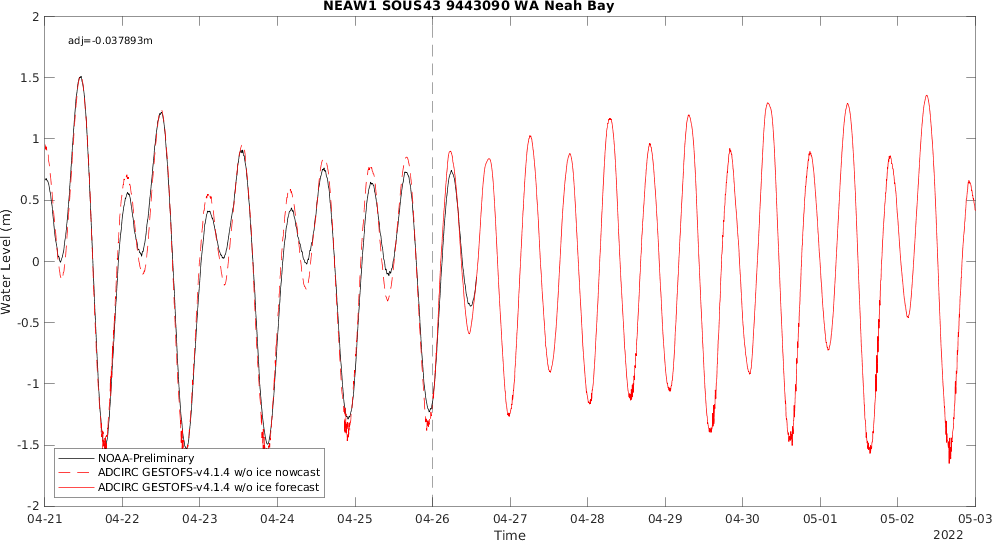 NEAW1 SOUS43 9443090 WA Neah Bay
adj=-0.037893m
Water Level (m)
2
1.5
1
0.5
0
-0.5
-1
-1.5
-2
NOAA-Preliminary
ADCIRC GESTOFS-v4.1.4 w/o ice nowcast
ADCIRC GESTOFS-v4.1.4 w/o ice forecast
04-21 04-22 04-23 04-24 04-25 04-26 04-27 04-28 04-29 04-30 05-01 05-02 05-03
Time
2022